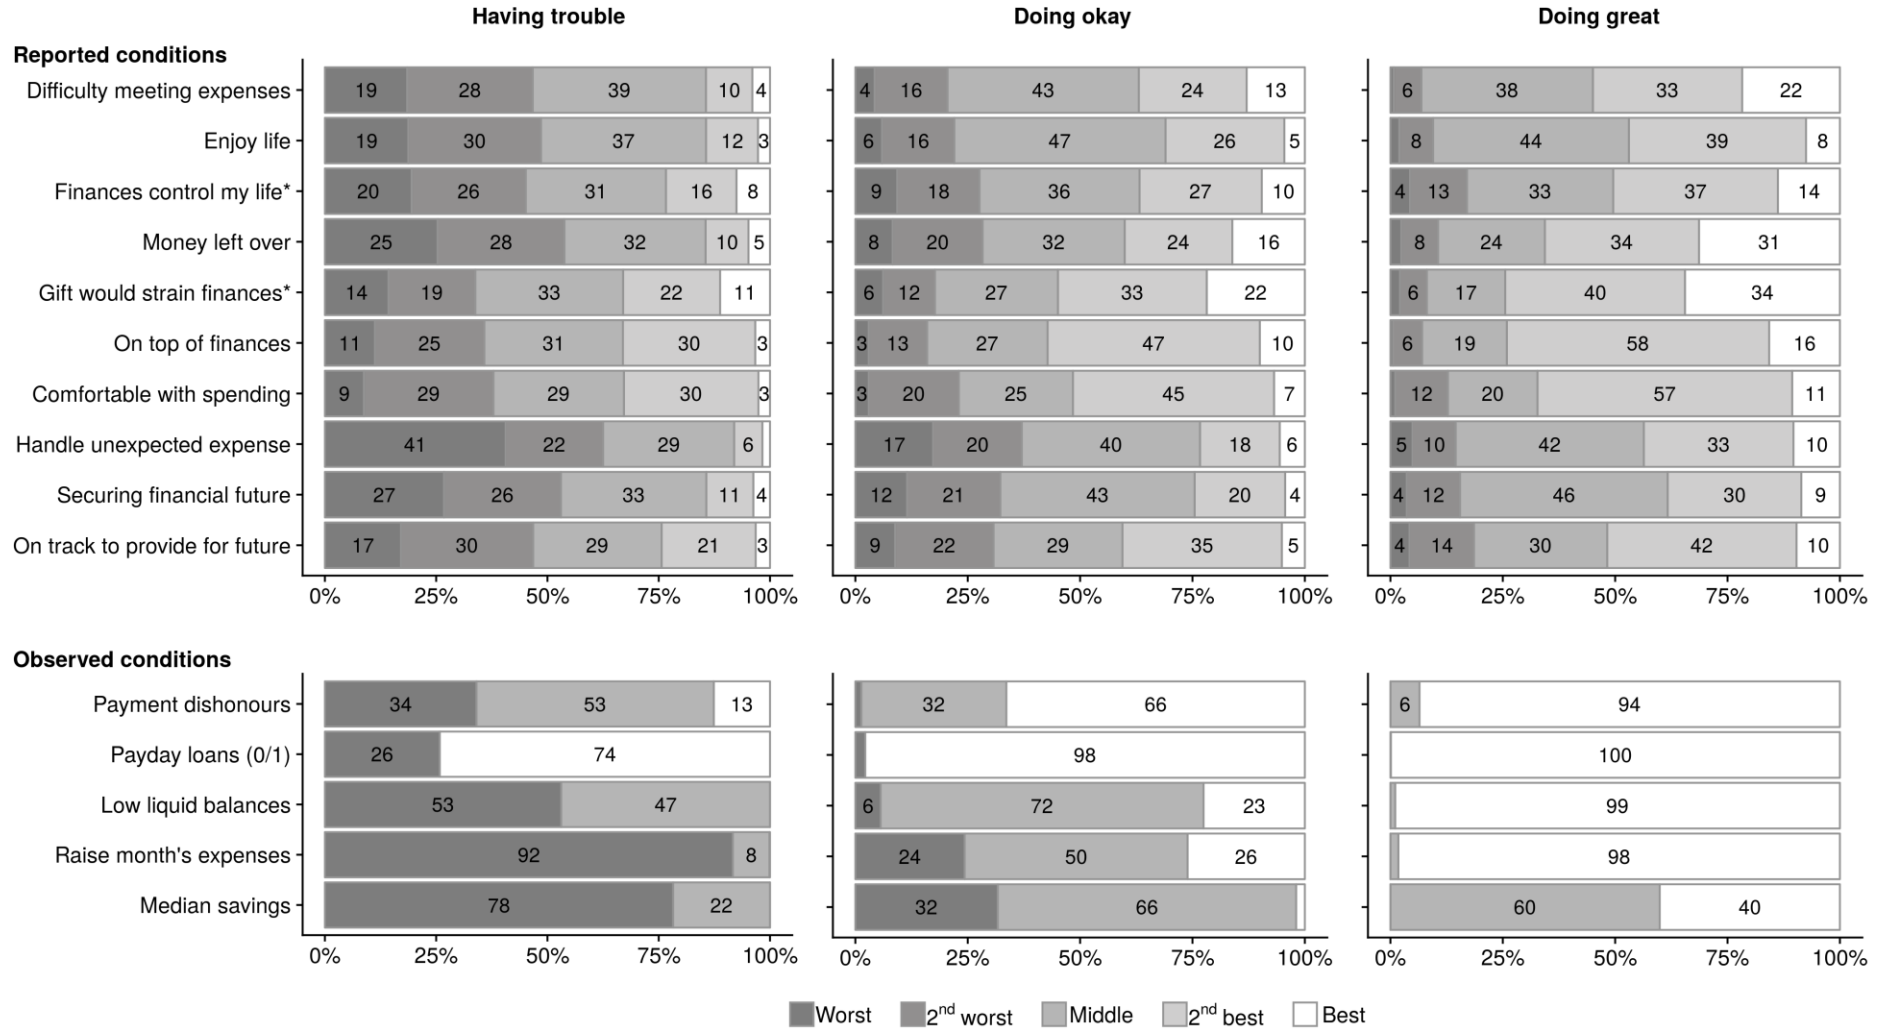 Having trouble Doing okay Doing great
Reported conditions
Difficulty meeting expenses 19 28 39 10 4 4 16 43 24 13 6 38 33 22
Enjoy life 19 30 37 12 3 6 16 47 26 5 8 44 39 8
Finances control my life* 20 26 31 16 8 9 18 36 27 10 4 13 33 37 14
Money left over 25 28 32 10 5 8 20 32 24 16 8 24 34 31
Gift would strain finances* 14 19 33 22 11 6 12 27 33 22 6 17 40 34
On top of finances 11 25 31 30 3 3 13 27 47 10 6 19 58 16
Comfortable with spending 9 29 29 30 3 3 20 25 45 7 12 20 57 11
Handle unexpected expense 41 22 29 6 17 20 40 18 6 5 10 42 33 10
Securing financial future 27 26 33 11 4 12 21 43 20 4 4 12 46 30 9
On track to provide for future 17 30 29 21 3 9 22 29 35 5 4 14 30 42 10
0% 25% 50% 75% 100% 0% 25% 50% 75% 100% 0% 25% 50% 75% 100%
Observed conditions
Payment dishonours 34 53 13 32 66 6 94
Payday loans (0/1) 26 74 98 100
Low liquid balances 53 47 6 72 23 99
Raise month's expenses 92 8 24 50 26 98
Median savings 78 22 32 66 60 40
0% 25% 50% 75% 100% 0% 25% 50% 75% 100% 0% 25% 50% 75% 100%
Worst 2nd worst Middle 2nd best Best